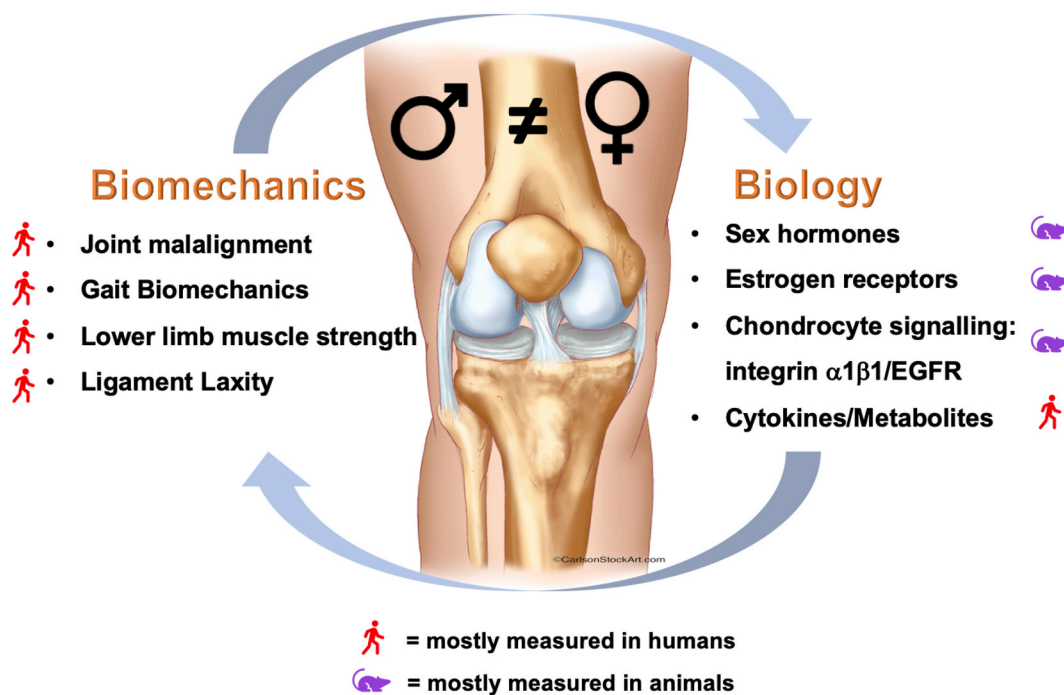 ♂ ≠ ♀
Biomechanics
• Joint malalignment
• Gait Biomechanics
• Lower limb muscle strength
• Ligament Laxity
Biology
• Sex hormones
• Estrogen receptors
• Chondrocyte signalling:
integrin α1β1/EGFR
• Cytokines/Metabolites
©CarlsonStockArt.com
= mostly measured in humans
= mostly measured in animals